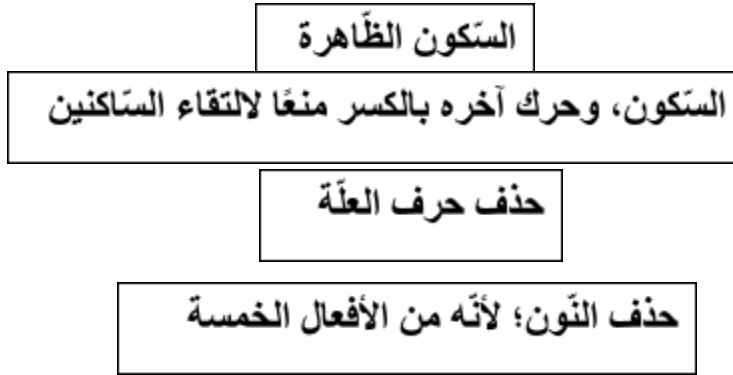 السّكون الظّاهرة
السّكون، وحرك آخره بالكسر منعًا لالتقاء السّاكنين
حذف حرف العلّة
حذف النّون؛ لأنّه من الأفعال الخمسة